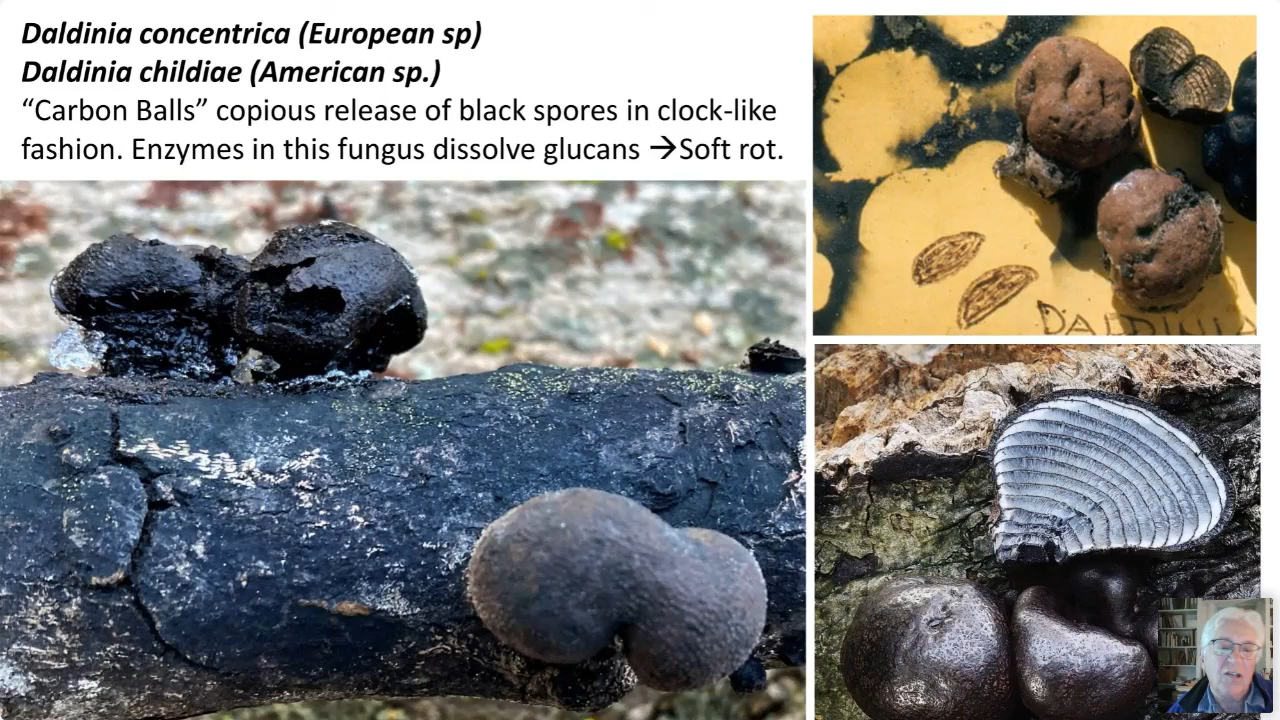 Daldinia concentrica (European sp)
Daldinia childiae (American sp.)
“Carbon Balls” copious release of black spores in clock-like
fashion. Enzymes in this fungus dissolve glucans →Soft rot.
DALDINIA